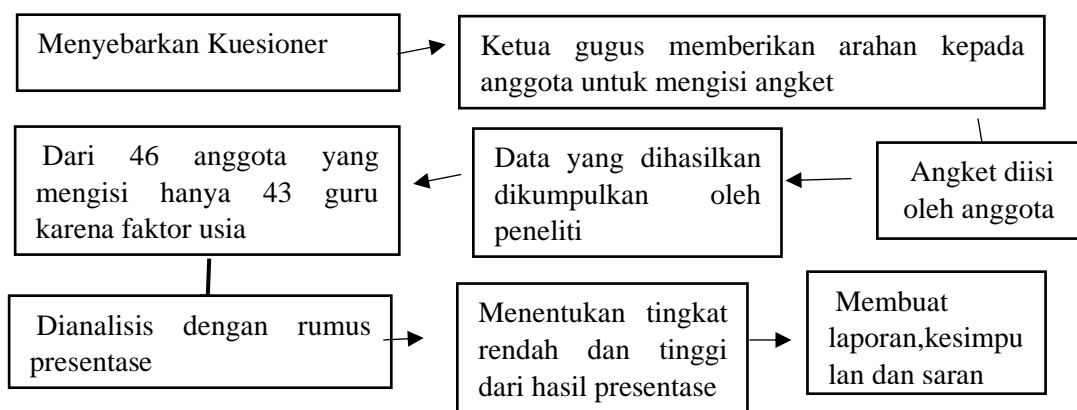 Menyebarkan Kuesioner
Ketua gugus memberikan arahan kepada
anggota untuk mengisi angket
Angket diisi
oleh anggota
Data yang dihasilkan
dikumpulkan oleh
peneliti
Dari 46 anggota yang
mengisi hanya 43 guru
karena faktor usia
Dianalisis dengan rumus
presentase
Menentukan tingkat
rendah dan tinggi
dari hasil presentase
Membuat
laporan,kesimpu
lan dan saran